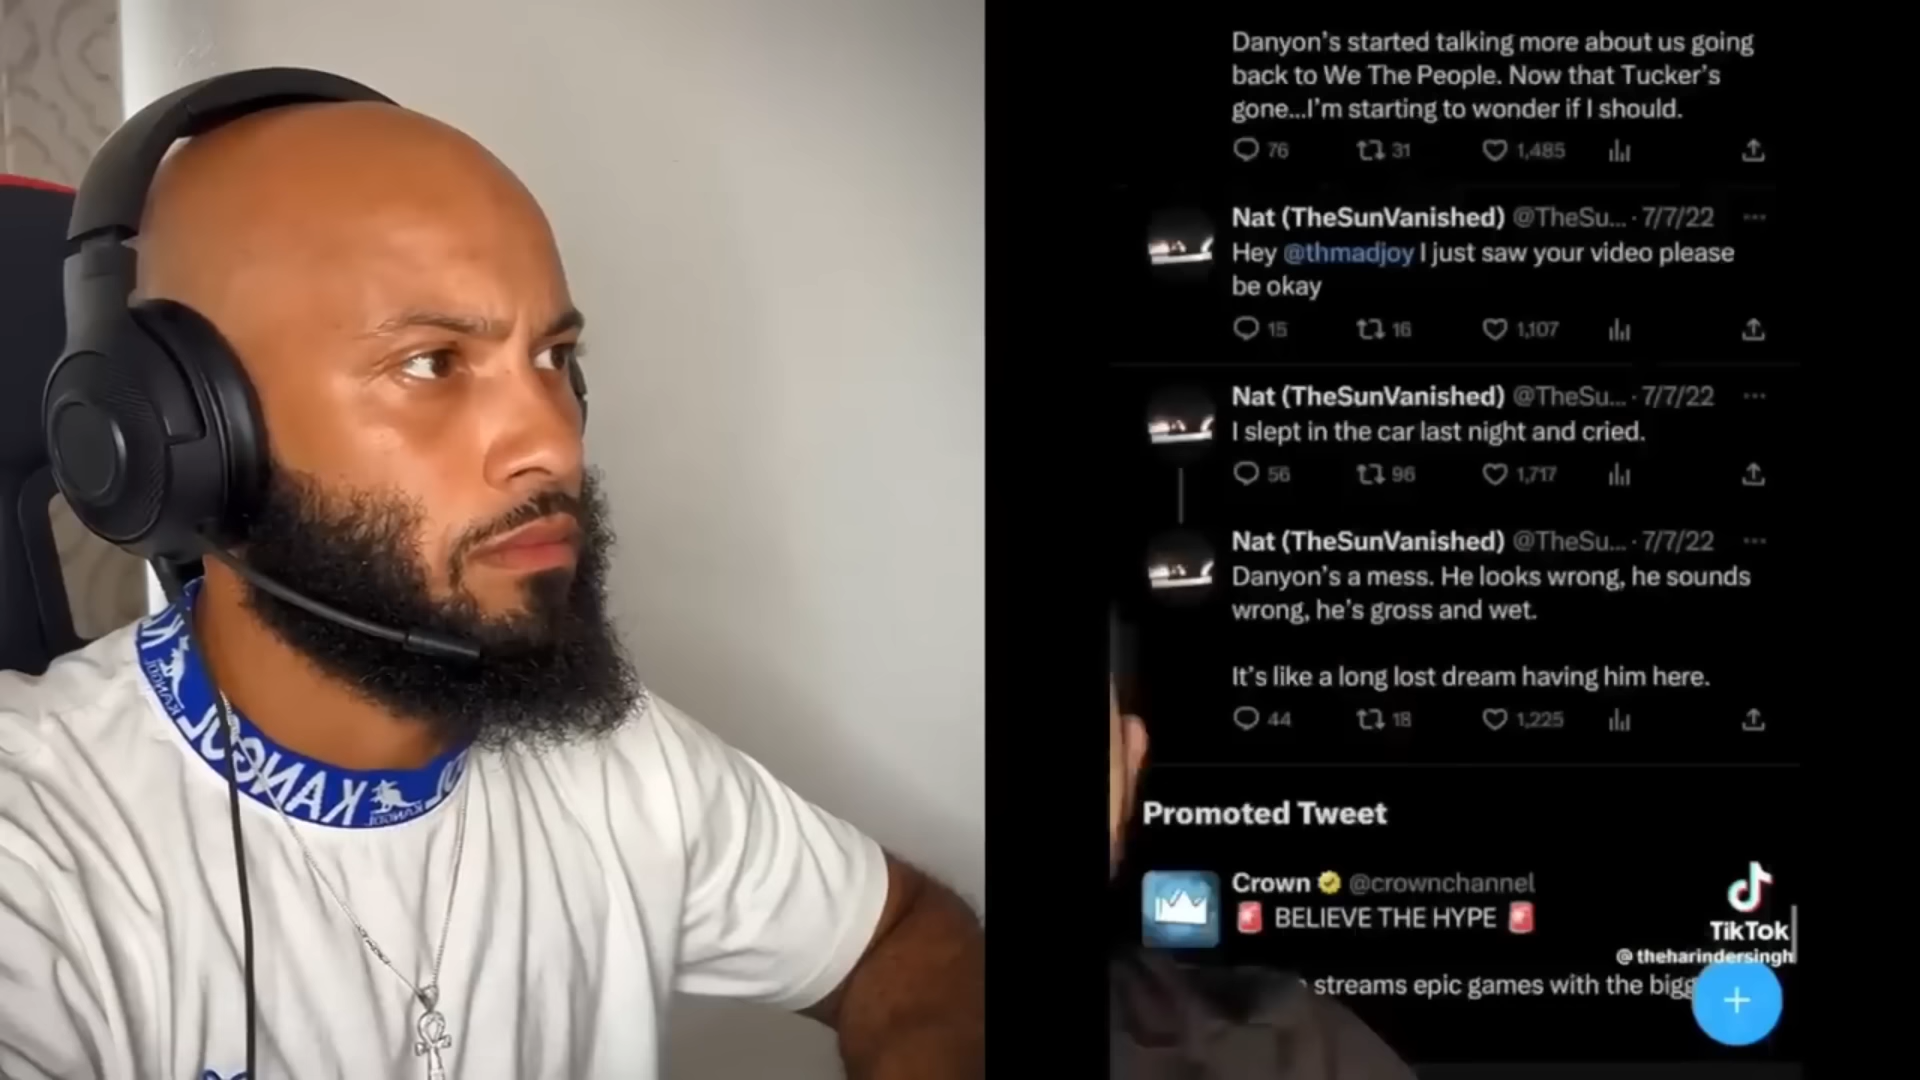 Danyon's started talking more about us going
back to We The People. Now that Tucker's
gone...I'm starting to wonder if I should.
76 31 1,485
Nat (TheSunVanished) @TheSu... · 7/7/22 ···
Hey @thmadjoy I just saw your video please
be okay
15 16 1,107
Nat (TheSunVanished) @TheSu... · 7/7/22 ···
I slept in the car last night and cried.
56 96 1,717
Nat (TheSunVanished) @TheSu... · 7/7/22 ···
Danyon's a mess. He looks wrong, he sounds
wrong, he's gross and wet.
It's like a long lost dream having him here.
44 18 1,225
Promoted Tweet
Crown @crownchannel
BELIEVE THE HYPE
streams epic games with the bigg
TikTok
@theharindersingh
KANGOL
KANGOL